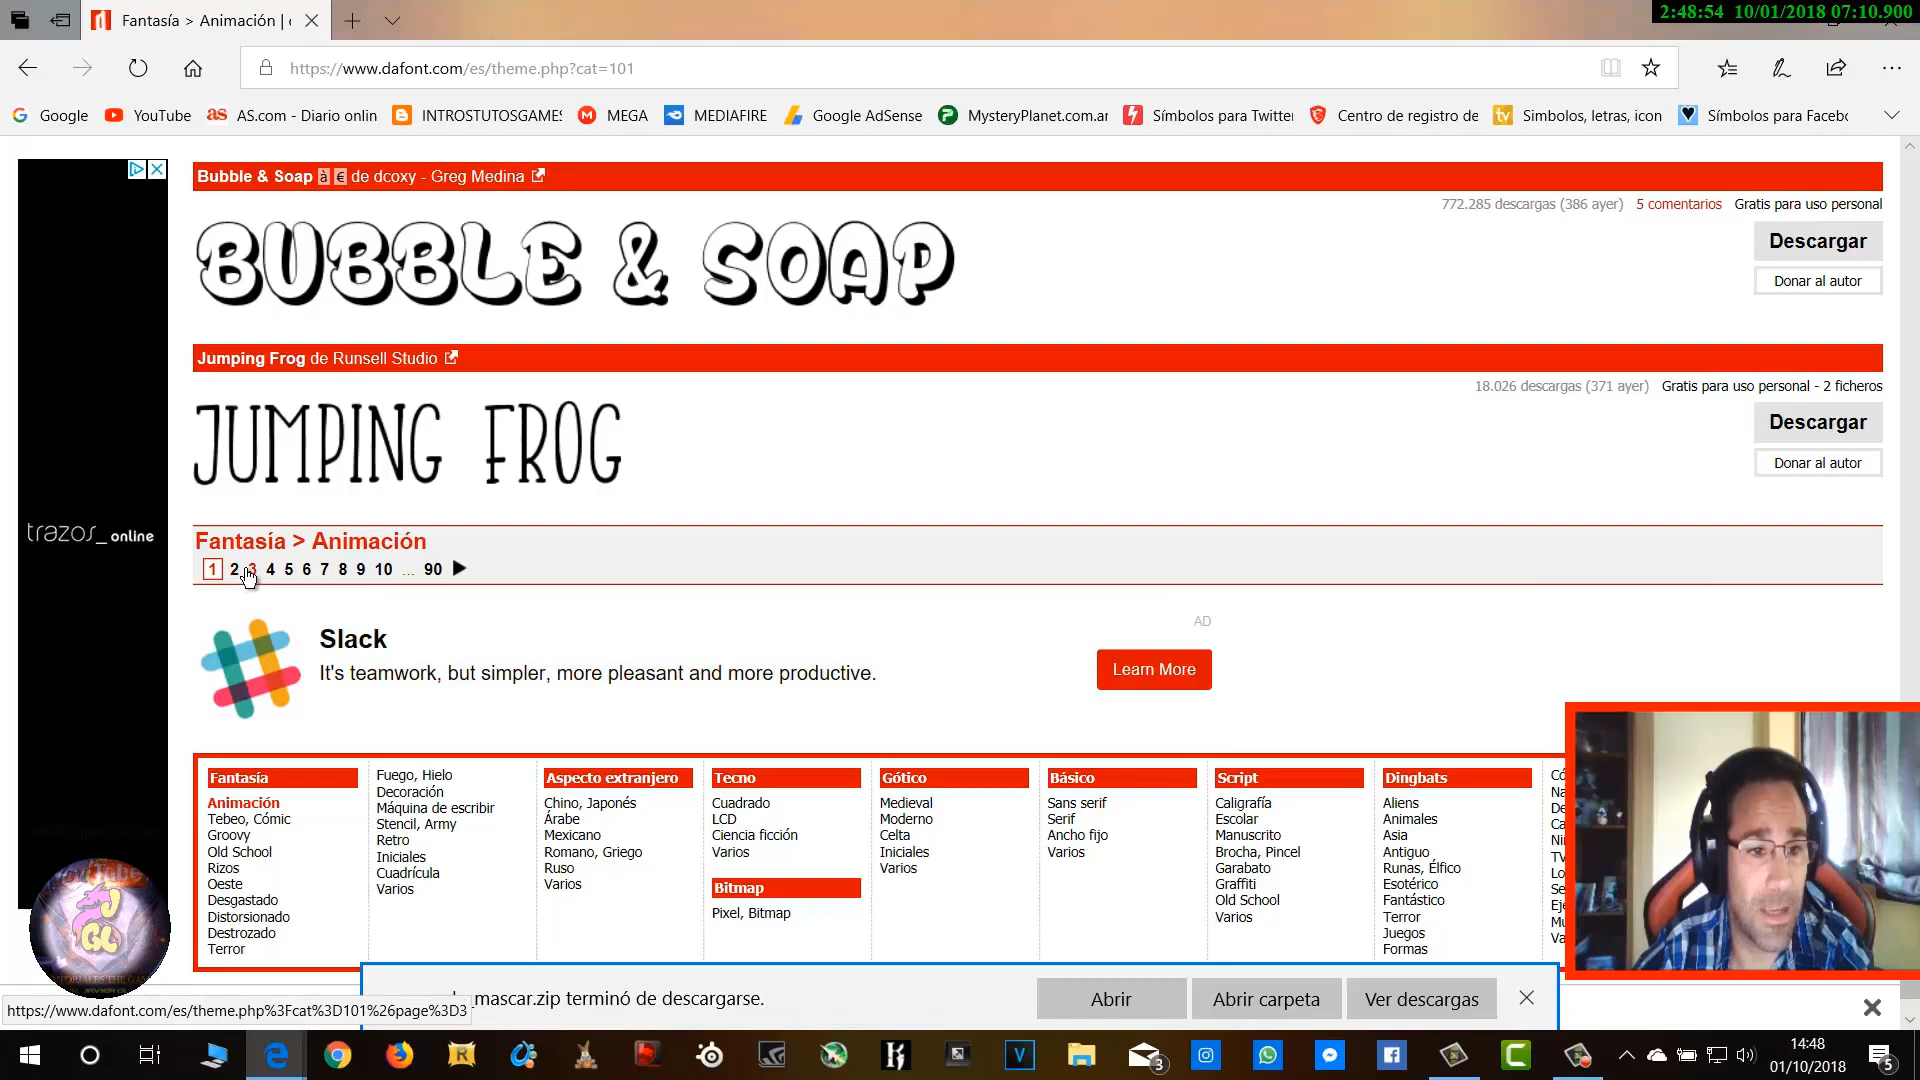 Fantasía > Animación |
2:48:54 10/01/2018 07:10.900
https://www.dafont.com/es/theme.php?cat=101
Google YouTube AS.com - Diario onlin INTROSTUTOSGAMES MEGA MEDIAFIRE Google AdSense MysteryPlanet.com.ar Símbolos para Twitte Centro de registro de Simbolos, letras, icon Símbolos para Facebo
Bubble & Soap à € de dcoxy - Greg Medina
772.285 descargas (386 ayer) 5 comentarios Gratis para uso personal
BUBBLE & SOAP
Descargar
Donar al autor
Jumping Frog de Runsell Studio
18.026 descargas (371 ayer) Gratis para uso personal - 2 ficheros
JUMPING FROG
Descargar
Donar al autor
trazos_online
Fantasía > Animación
1 2 3 4 5 6 7 8 9 10 ... 90
AD
Slack
It's teamwork, but simpler, more pleasant and more productive.
Learn More
Fantasía
Animación
Tebeo, Cómic
Groovy
Old School
Rizos
Oeste
Desgastado
Distorsionado
Destrozado
Terror
Fuego, Hielo
Decoración
Máquina de escribir
Stencil, Army
Retro
Iniciales
Cuadrícula
Varios
Aspecto extranjero
Chino, Japonés
Árabe
Mexicano
Romano, Griego
Ruso
Varios
Tecno
Cuadrado
LCD
Ciencia ficción
Varios
Bitmap
Pixel, Bitmap
Gótico
Medieval
Moderno
Celta
Iniciales
Varios
Básico
Sans serif
Serif
Ancho fijo
Varios
Script
Caligrafía
Escolar
Manuscrito
Brocha, Pincel
Garabato
Graffiti
Old School
Varios
Dingbats
Aliens
Animales
Asia
Antiguo
Runas, Élfico
Esotérico
Fantástico
Terror
Juegos
Formas
mascar.zip terminó de descargarse.
Abrir
Abrir carpeta
Ver descargas
https://www.dafont.com/es/theme.php%3Fcat%3D101%26page%3D3
3
14:48
01/10/2018
5